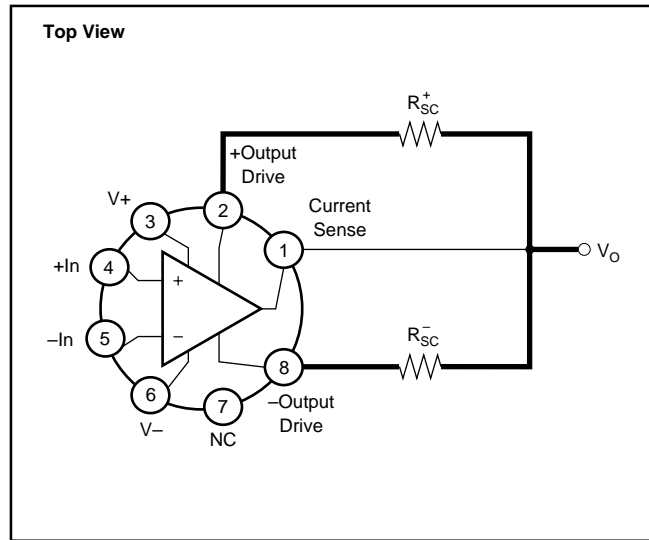 Top View
R+SC
+Output
Drive
V+
3
2
Current
Sense
1
+In
4
+
VO
–In
5
–
R–SC
8
6
7
–Output
Drive
V–
NC